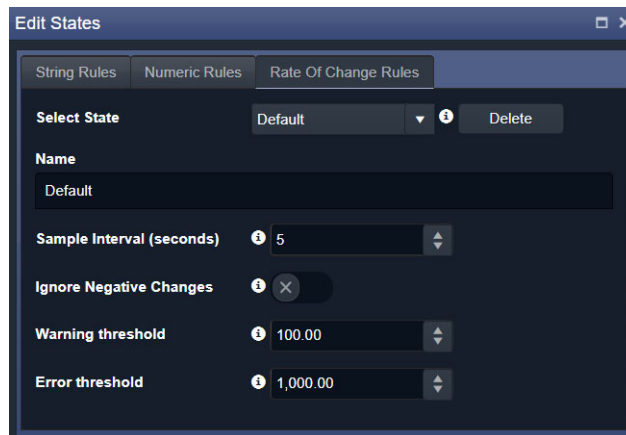 Edit States
String Rules Numeric Rules Rate Of Change Rules
Select State Default Delete
Name
Default
Sample Interval (seconds) 5
Ignore Negative Changes
Warning threshold 100.00
Error threshold 1,000.00